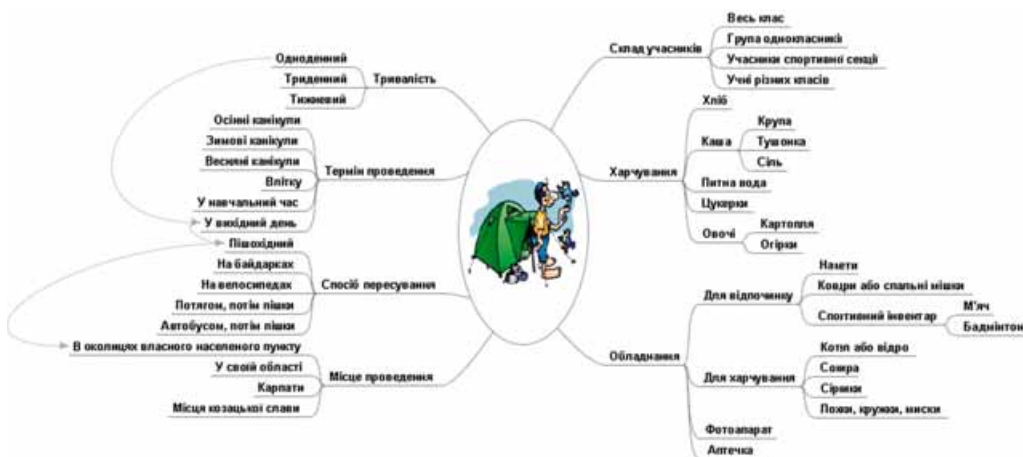 Одноденний
Триденний
Тижневий
Тривалість
Осінні канікули
Зимові канікули
Весняні канікули
Влітку
У навчальний час
У вихідний день
Термін проведення
Пішохідний
На байдарках
На велосипедах
Потягом, потім пішки
Автобусом, потім пішки
Спосіб пересування
В околицях власного населеного пункту
У своїй області
Карпати
Місця козацької слави
Місце проведення
Склад учасників
Весь клас
Група однокласників
Учасники спортивної секції
Учні різних класів
Харчування
Хліб
Каша
Крупа
Тушонка
Сіль
Питна вода
Цукерки
Овочі
Картопля
Огірки
Обладнання
Для відпочинку
Намети
Коври або спальні мішки
Спортивний інвентар
М'яч
Бадмінтон
Для харчування
Котел або відро
Сокира
Сірники
Ложки, кружки, миски
Фотоапарат
Аптечка